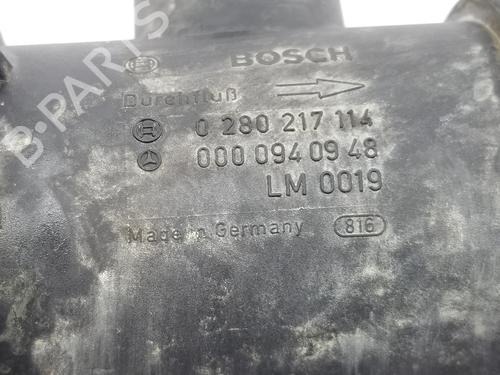 BOSCH
Durchfluß
0 280 217 114
000 094 09 48
LM 0019
Made in Germany 816
B-PARTS